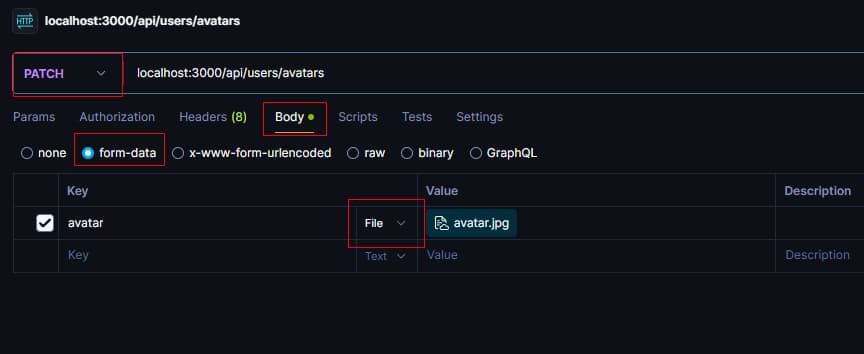 HTTP localhost:3000/api/users/avatars
PATCH localhost:3000/api/users/avatars
Params Authorization Headers (8) Body Scripts Tests Settings
none form-data x-www-form-urlencoded raw binary GraphQL
Key Value Description
avatar File avatar.jpg
Key Text Value Description